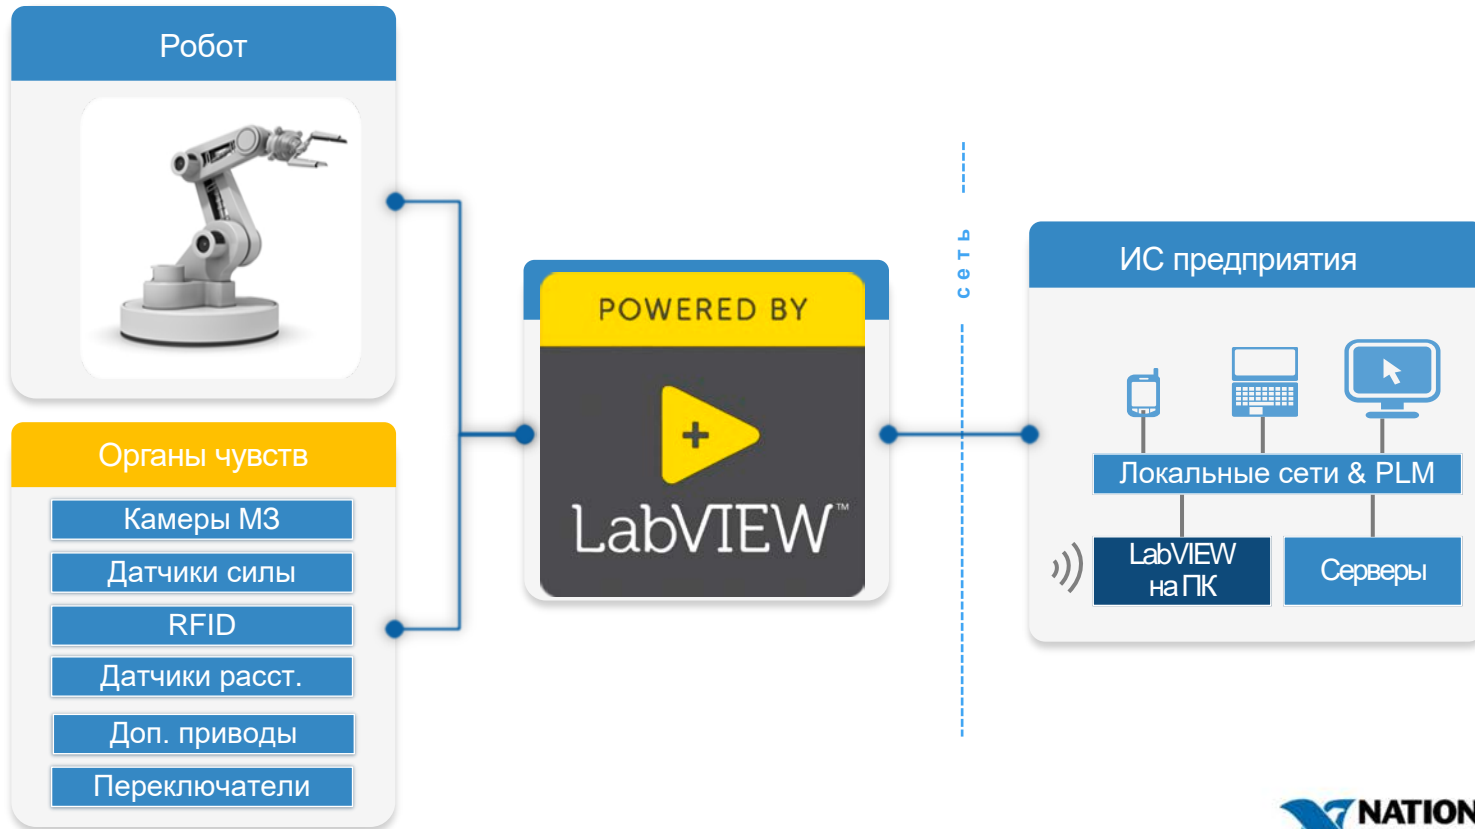 Робот
Органы чувств
Камеры МЗ
Датчики силы
RFID
Датчики расст.
Доп. приводы
Переключатели
POWERED BY
+
LabVIEW™
сеть
ИС предприятия
Локальные сети & PLM
LabVIEW
на ПК
Серверы
NATION